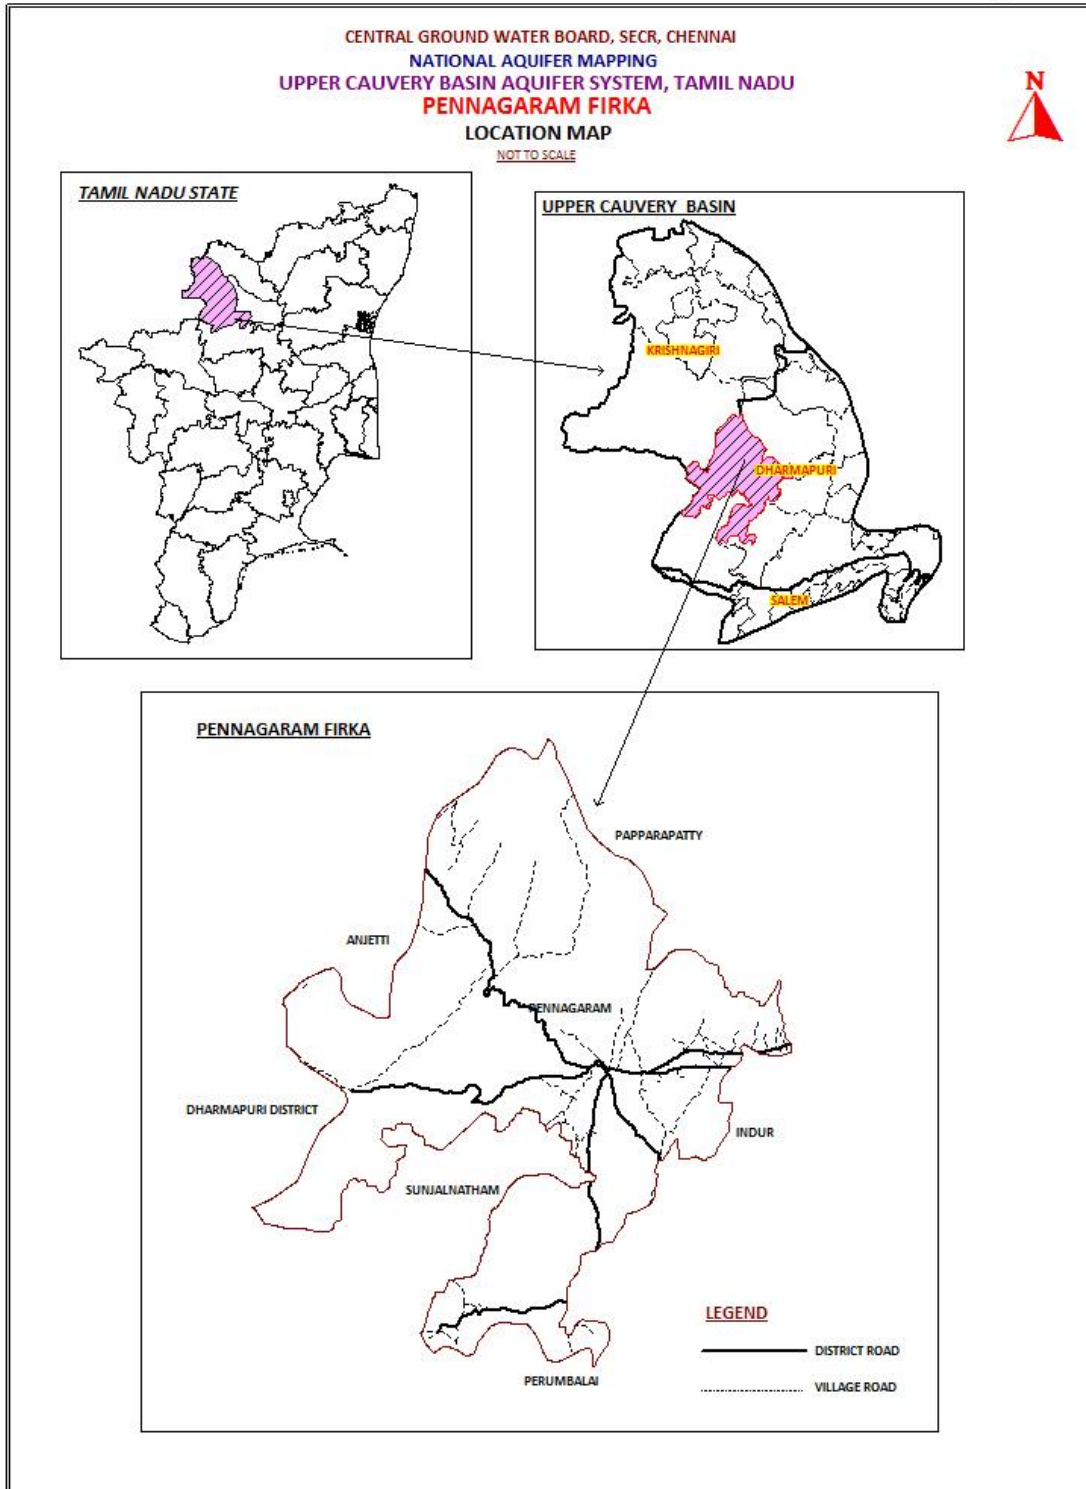 CENTRAL GROUND WATER BOARD, SECR, CHENNAI
NATIONAL AQUIFER MAPPING
UPPER CAUVERY BASIN AQUIFER SYSTEM, TAMIL NADU
PENNAGARAM FIRKA
LOCATION MAP
NOT TO SCALE
N
TAMIL NADU STATE
UPPER CAUVERY BASIN
KRISHNAGIRI
DHARMAPURI
SALEM
PENNAGARAM FIRKA
PAPPARAPATTY
ANJETTI
PENNAGARAM
DHARMAPURI DISTRICT
INDUR
SUNJALNATHAM
PERUMBALAI
LEGEND
DISTRICT ROAD
VILLAGE ROAD